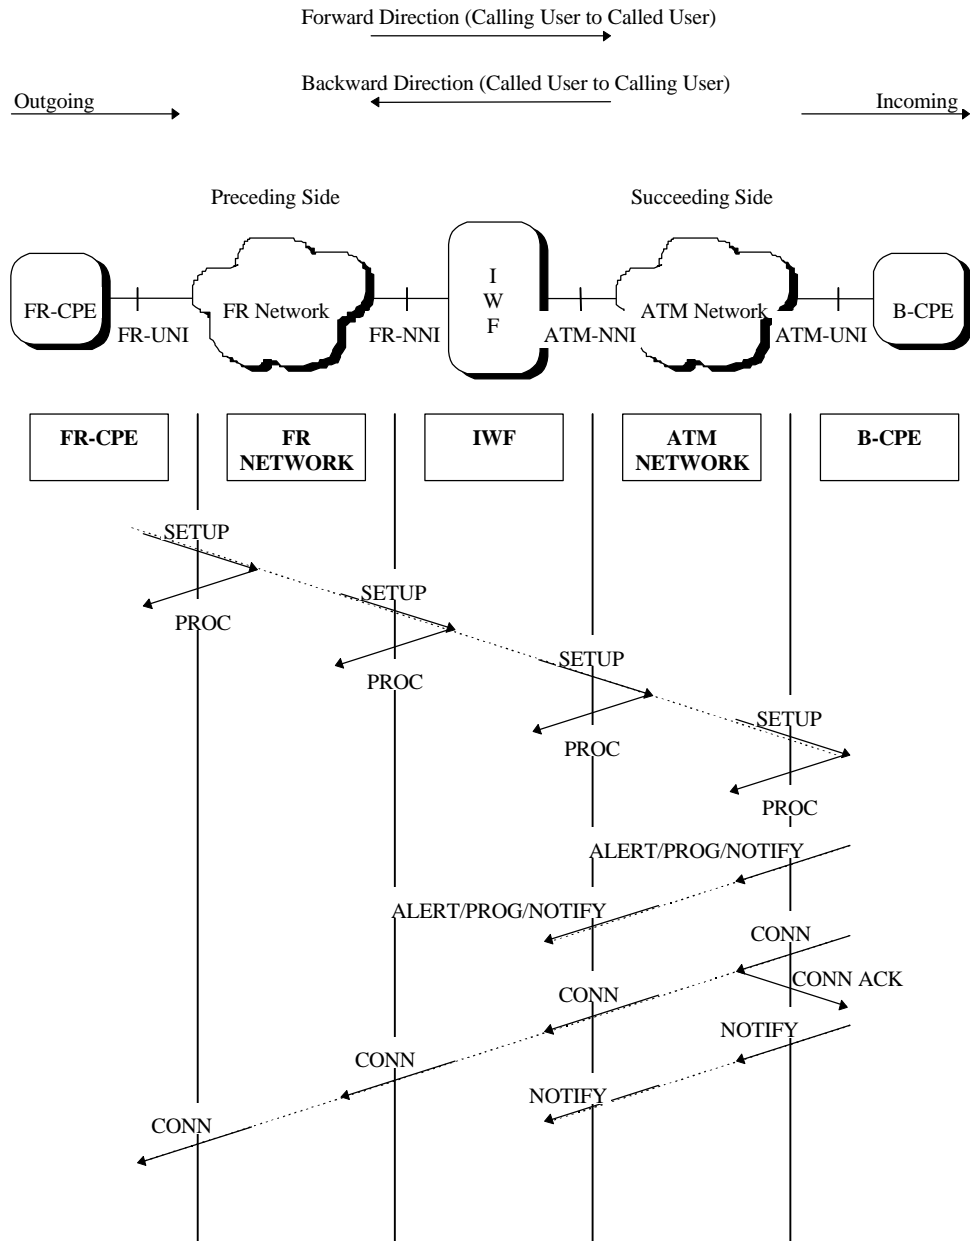 Forward Direction (Calling User to Called User)
Backward Direction (Called User to Calling User)
Outgoing
Incoming
Preceding Side
Succeeding Side
FR-CPE
FR Network
I
W
F
ATM Network
B-CPE
FR-UNI
FR-NNI
ATM-NNI
ATM-UNI
FR-CPE
FR
NETWORK
IWF
ATM
NETWORK
B-CPE
SETUP
PROC
SETUP
PROC
SETUP
PROC
SETUP
PROC
ALERT/PROG/NOTIFY
ALERT/PROG/NOTIFY
CONN
CONN ACK
CONN
NOTIFY
CONN
NOTIFY
CONN